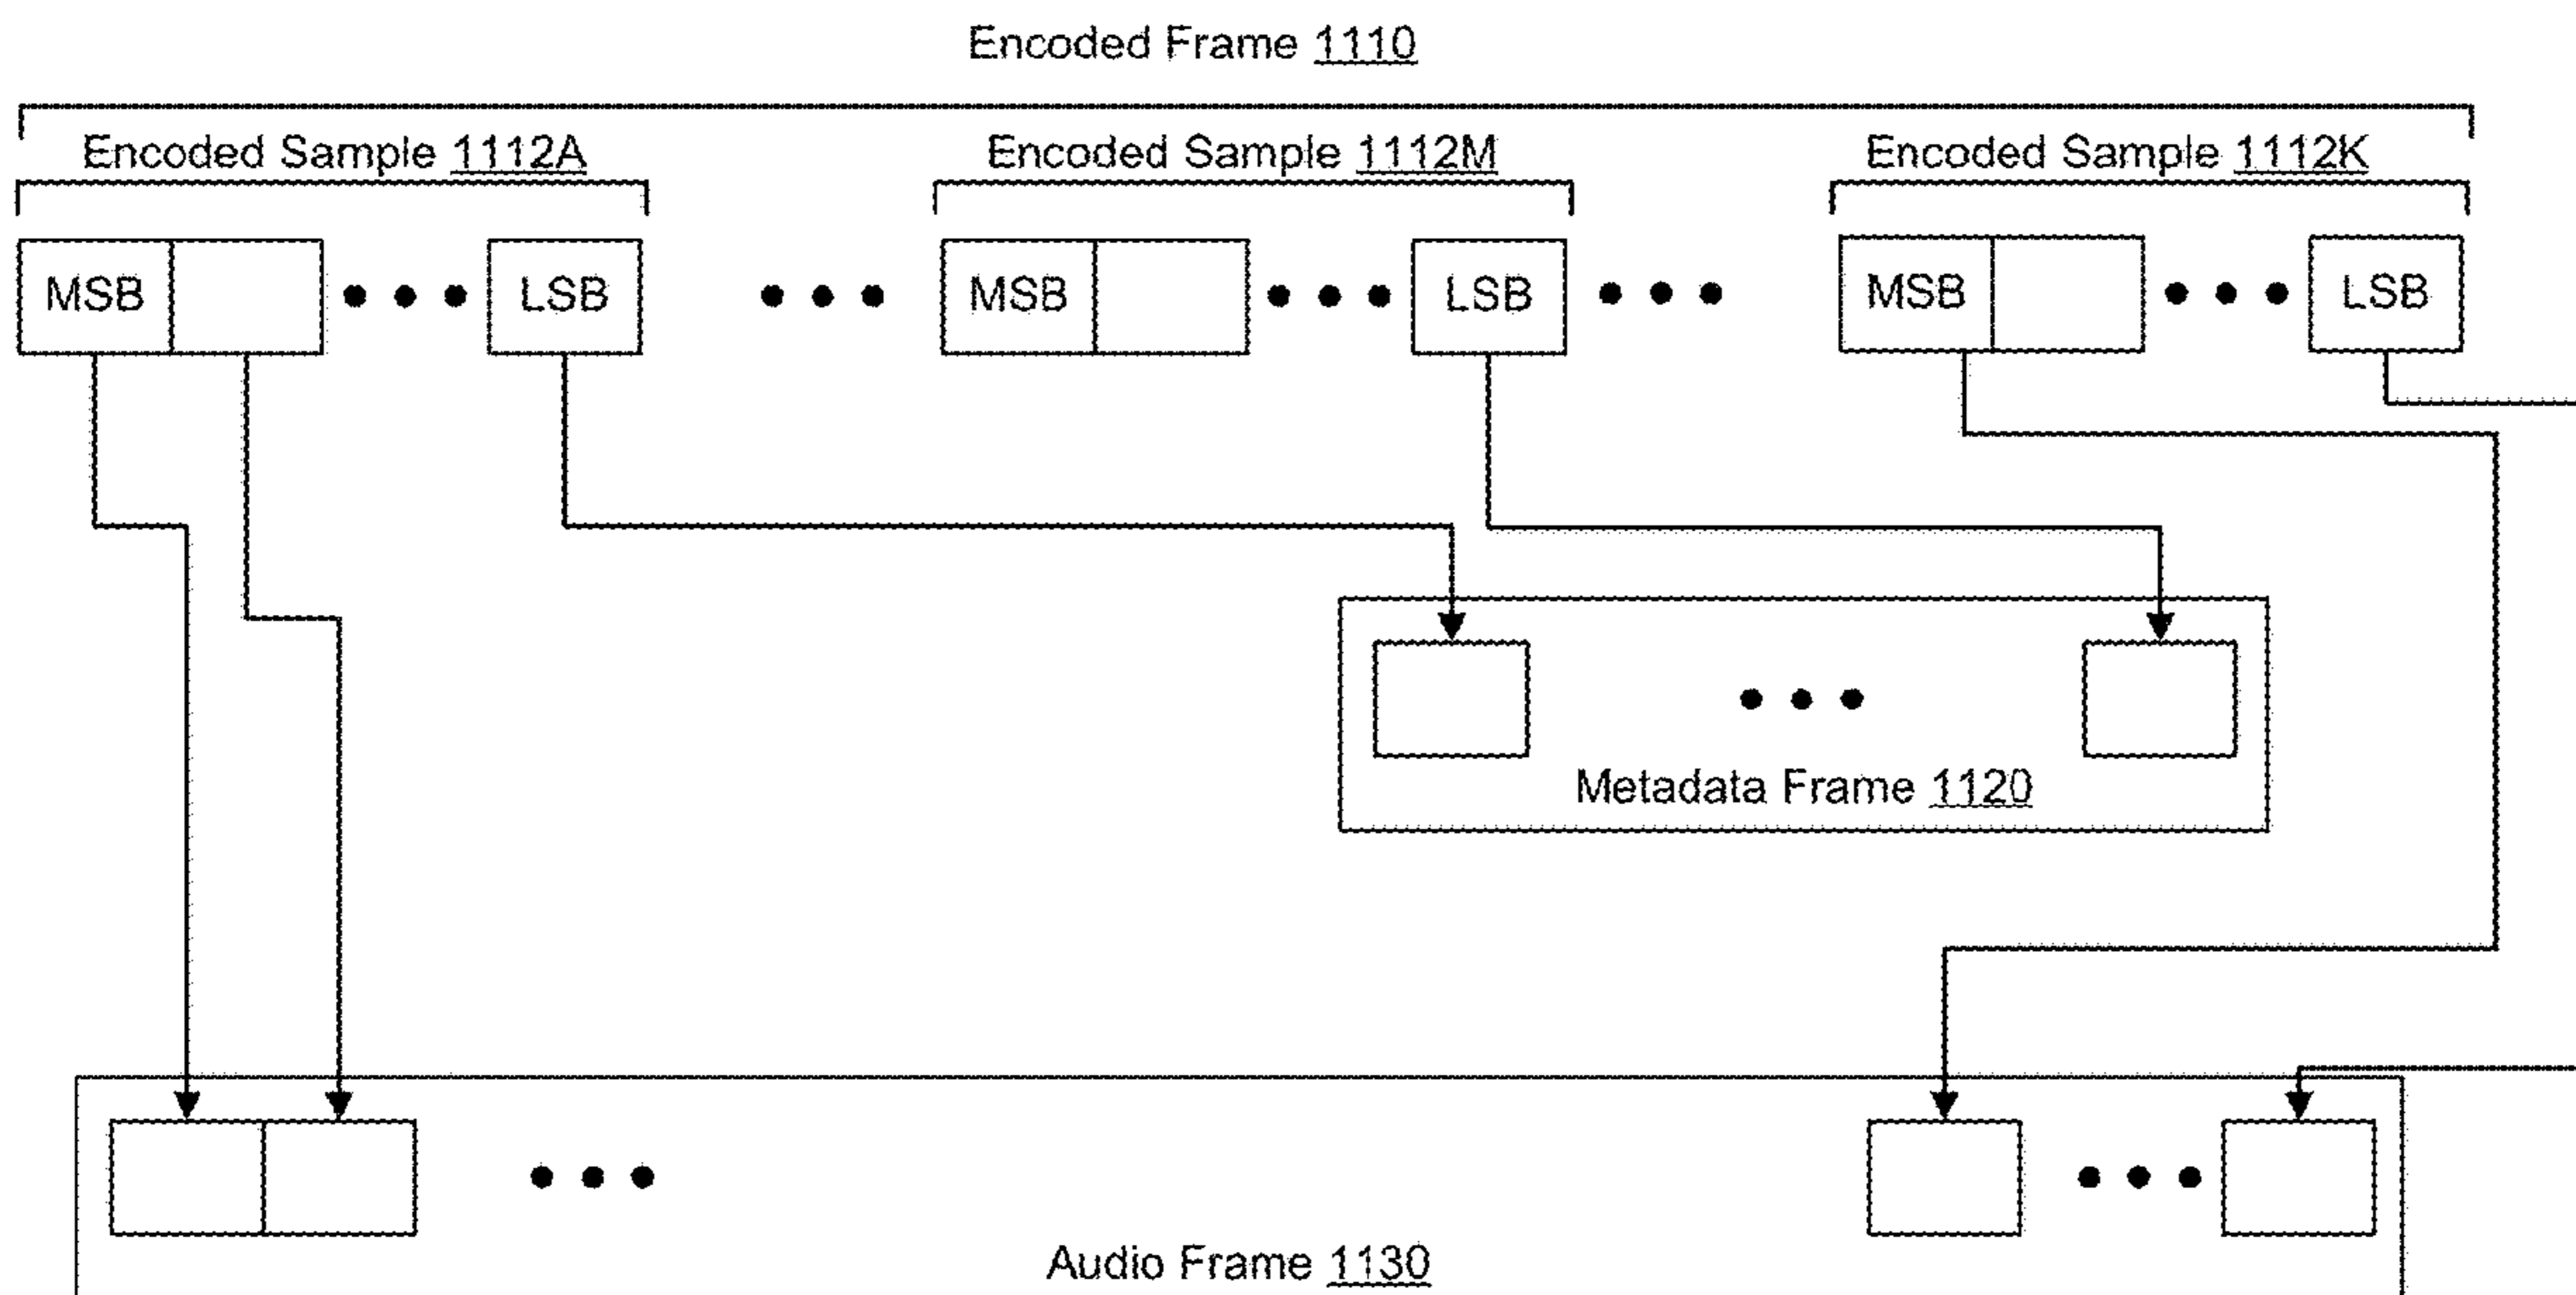 Encoded Frame 1110
Encoded Sample 1112A
Encoded Sample 1112M
Encoded Sample 1112K
MSB
LSB
MSB
LSB
MSB
LSB
Metadata Frame 1120
Audio Frame 1130